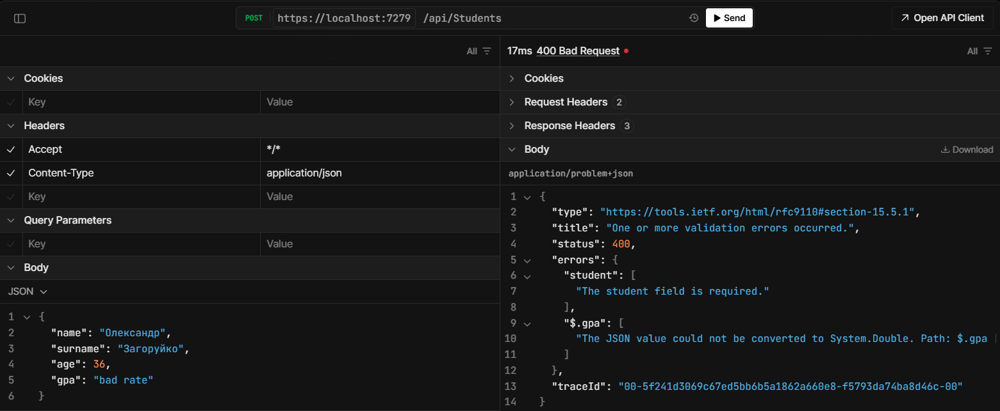 POST https://localhost:7279 /api/Students Send Open API Client
All
Cookies
Key Value
Headers
Accept */*
Content-Type application/json
Key Value
Query Parameters
Key Value
Body
JSON
1 {
2 "name": "Олександр",
3 "surname": "Загоруйко",
4 "age": 36,
5 "gpa": "bad rate"
6 }
17ms 400 Bad Request All
Cookies
Request Headers 2
Response Headers 3
Body Download
application/problem+json
1 {
2 "type": "https://tools.ietf.org/html/rfc9110#section-15.5.1",
3 "title": "One or more validation errors occurred.",
4 "status": 400,
5 "errors": {
6 "student": [
7 "The student field is required."
8 ],
9 "$.gpa": [
10 "The JSON value could not be converted to System.Double. Path: $.gpa |
11 ]
12 },
13 "traceId": "00-5f241d3069c67ed5bb6b5a1862a660e8-f5793da74ba8d46c-00"
14 }